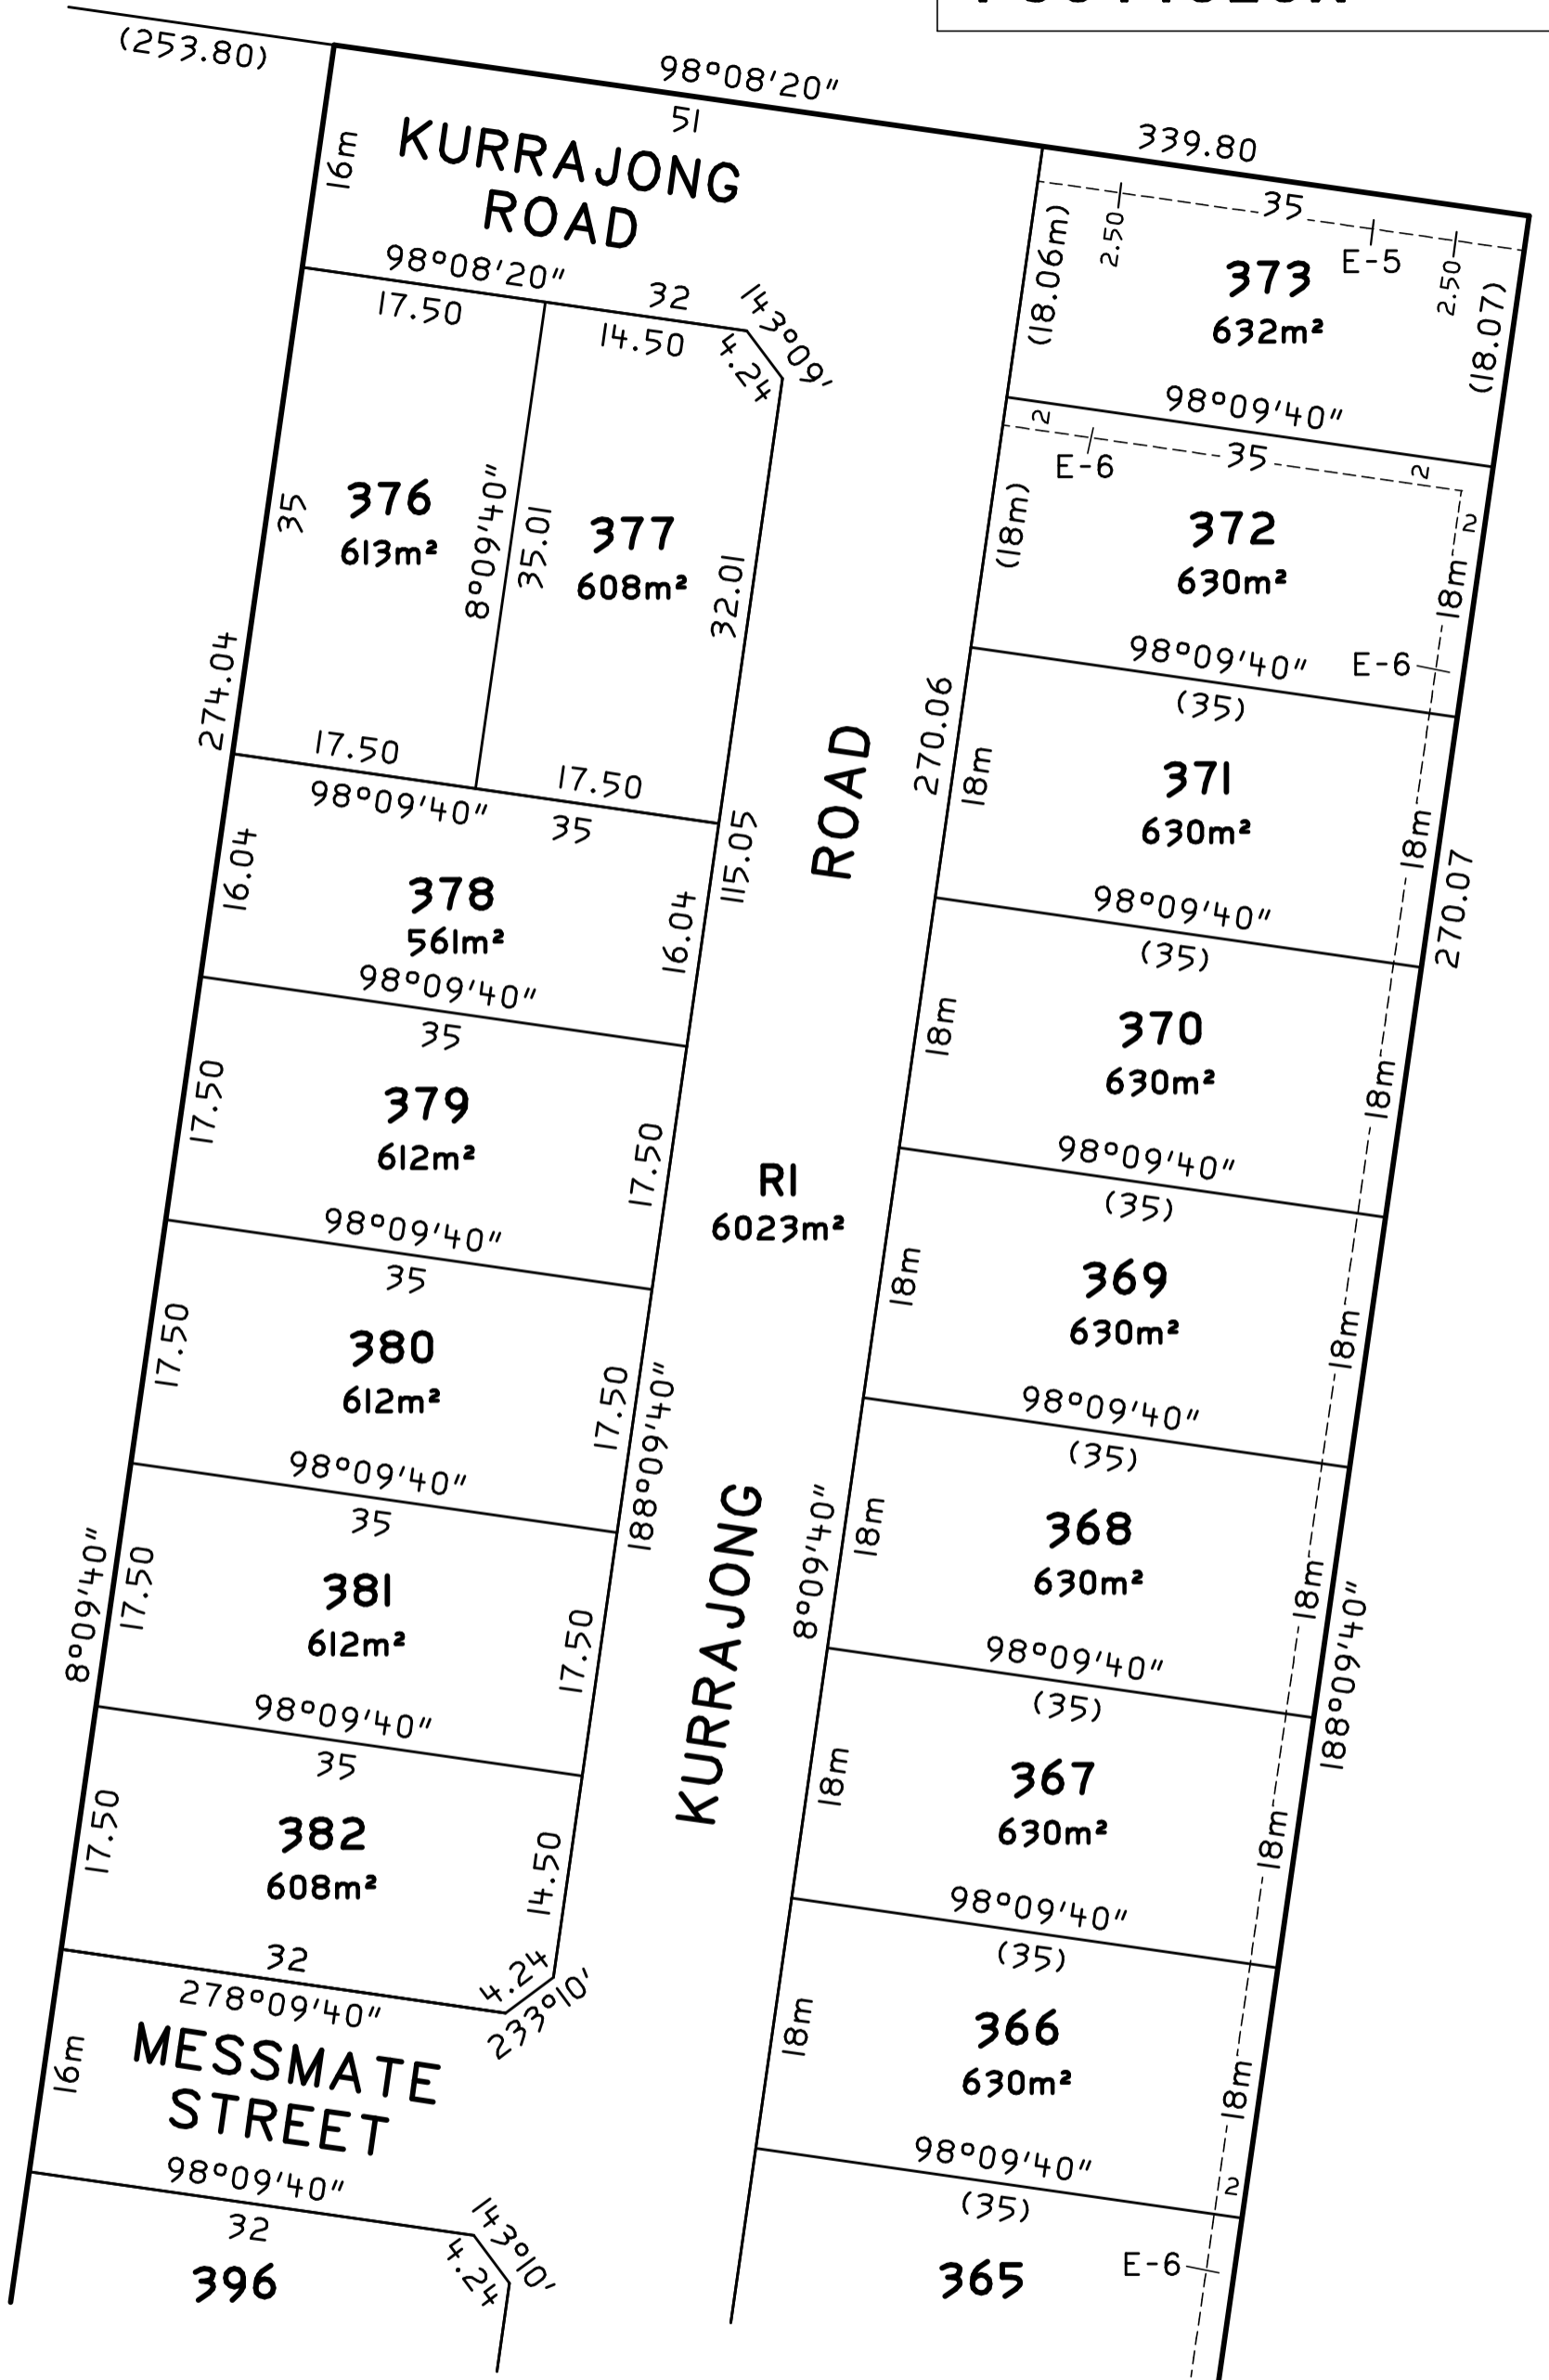 (253.80)
98°08'20"
51
339.80
KURRAJONG
ROAD
16m
98°08'20"
17.50
32
14.50
4.24
143°09'
35
2.50
E-5
2.50
373
632m²
(18.06m)
(18.07)
98°09'40"
2
35
2
E-6
2
376
613m²
35
8°09'40"
35.01
377
608m²
32.01
372
630m²
(18m)
18m
98°09'40"
E-6
(35)
274.04
17.50
17.50
98°09'40"
35
270.06
ROAD
18m
371
630m²
18m
270.07
16.04
378
561m²
16.04
115.05
98°09'40"
35
98°09'40"
(35)
18m
370
630m²
18m
17.50
379
612m²
17.50
98°09'40"
35
R1
6023m²
98°09'40"
(35)
18m
369
630m²
18m
17.50
380
612m²
17.50
188°09'40"
98°09'40"
35
98°09'40"
(35)
8°09'40"
18m
368
630m²
18m
188°09'40"
8°09'40"
17.50
381
612m²
17.50
KURRAJONG
98°09'40"
35
98°09'40"
(35)
18m
367
630m²
18m
17.50
382
608m²
14.50
32
4.24
278°09'40"
233°10'
98°09'40"
(35)
18m
366
630m²
18m
16m
MESSMATE
STREET
98°09'40"
32
143°10'
4.24
396
98°09'40"
2
(35)
365
E-6